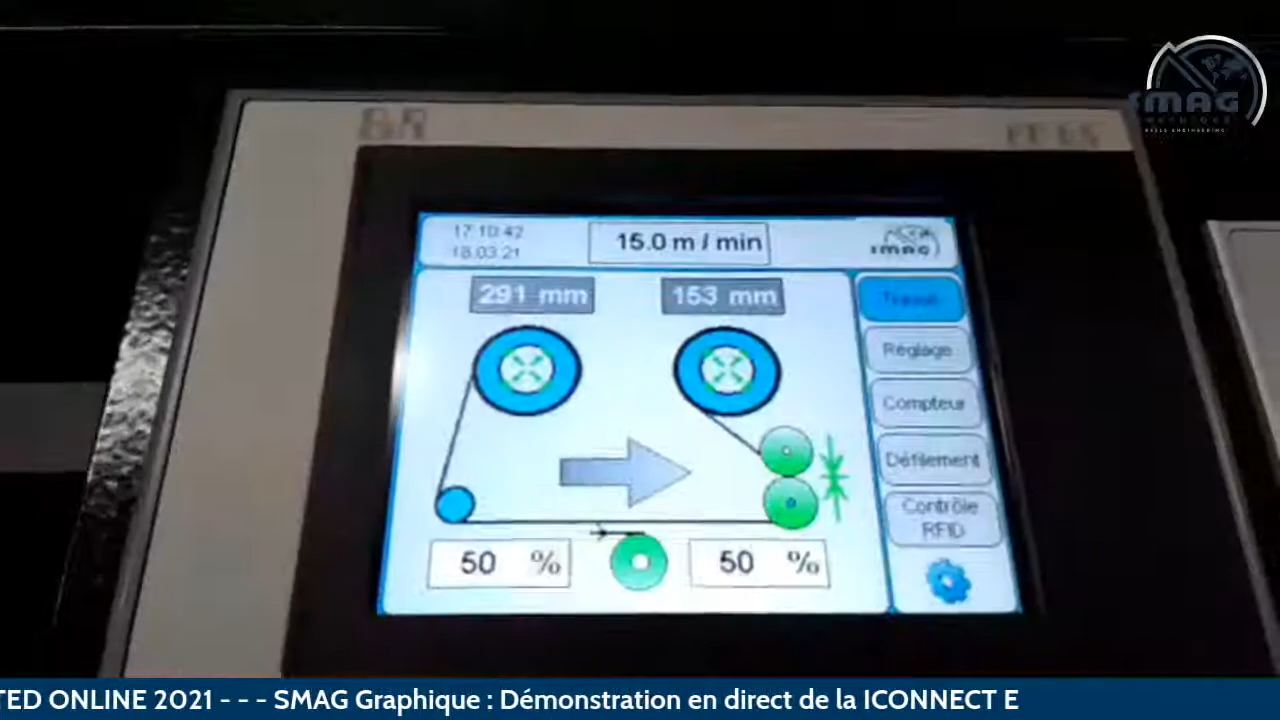 SMAG
17:10:42
18.03.21
15.0 m / min
SMAG
291 mm
153 mm
Travail
Réglage
Compteur
Défilement
Contrôle
RFID
50 %
50 %
TED ONLINE 2021 - - - SMAG Graphique : Démonstration en direct de la ICONNECT E